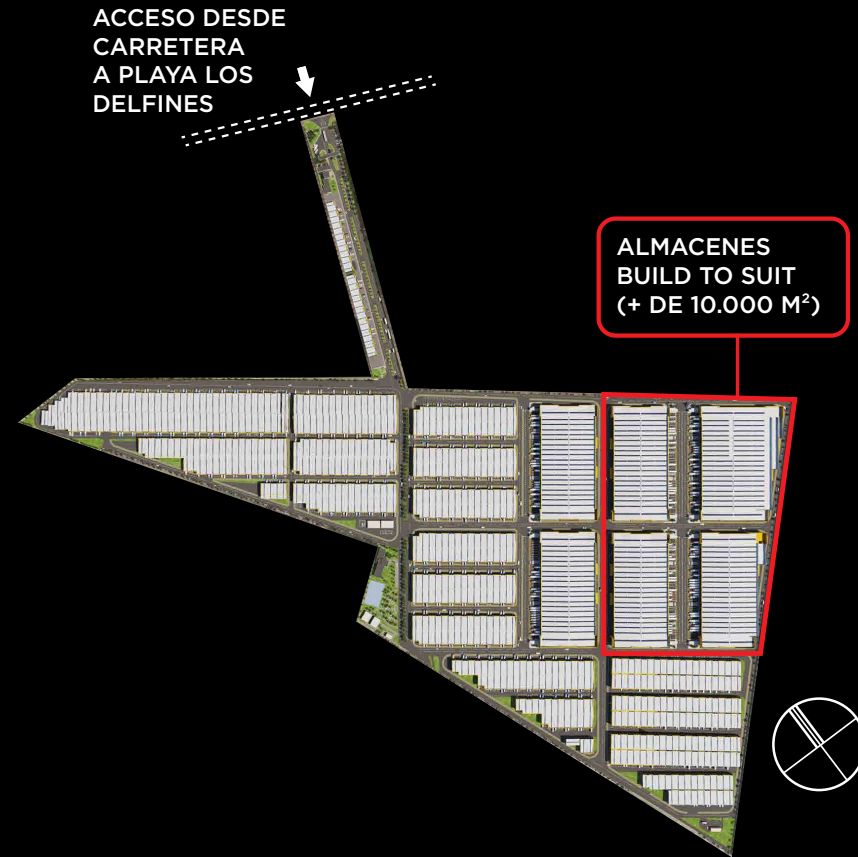 ACCESO DESDE
CARRETERA
A PLAYA LOS
DELFINES
ALMACENES
BUILD TO SUIT
(+ DE 10.000 M²)